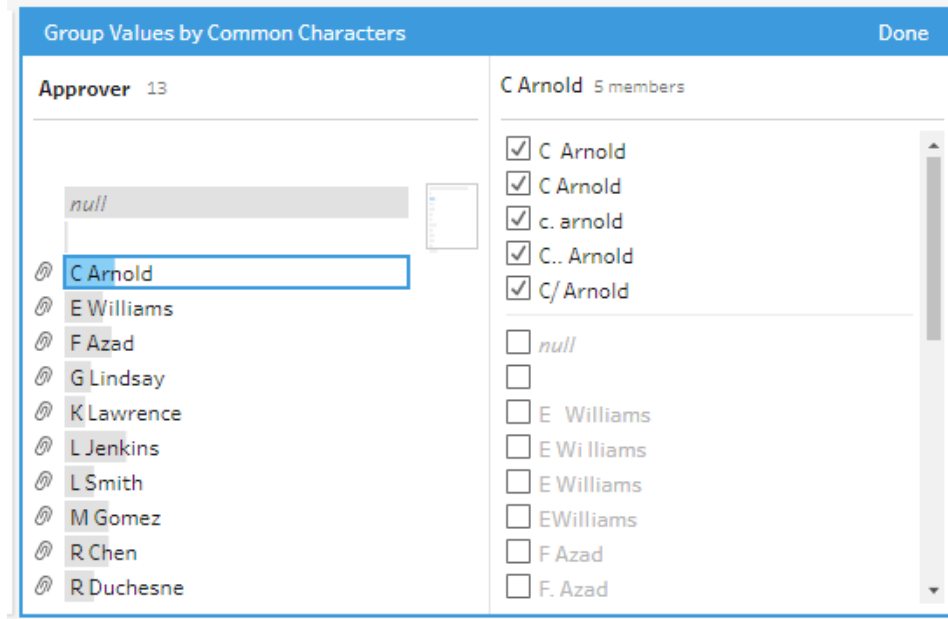 Group Values by Common Characters Done
Approver 13
null
C Arnold
E Williams
F Azad
G Lindsay
K Lawrence
L Jenkins
L Smith
M Gomez
R Chen
R Duchesne
C Arnold 5 members
C  Arnold
C Arnold
c. arnold
C.. Arnold
C/ Arnold
null
E   Williams
E Wi lliams
E Williams
EWilliams
F Azad
F. Azad